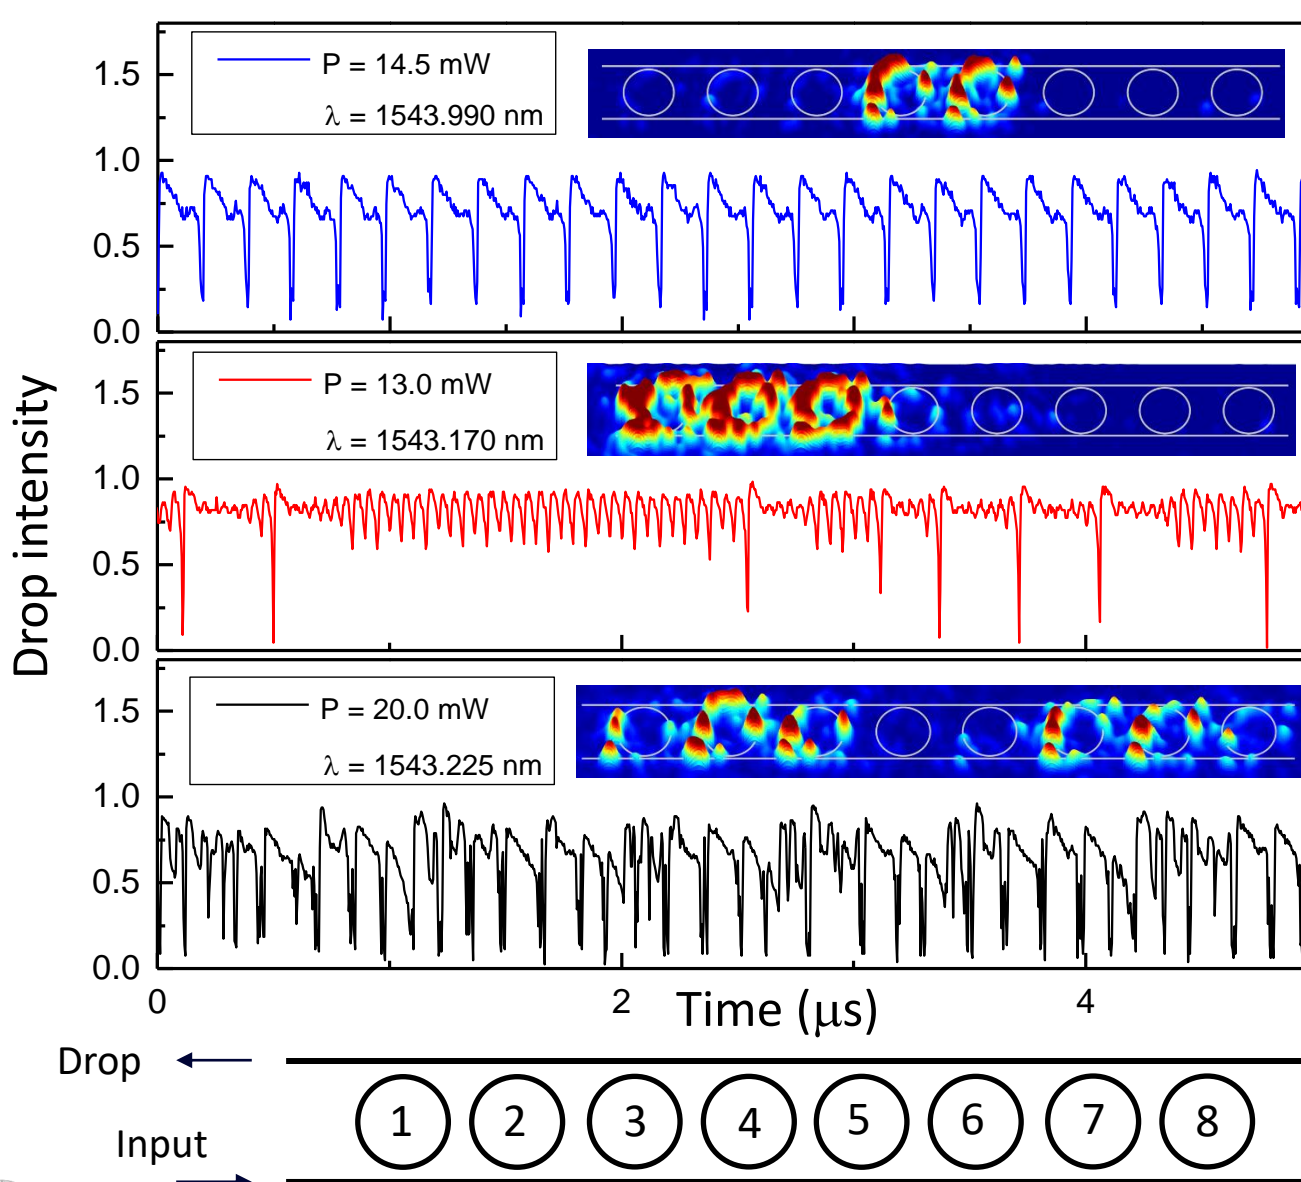 P = 14.5 mW
λ = 1543.990 nm
1.5
1.0
0.5
0.0
P = 13.0 mW
λ = 1543.170 nm
1.5
1.0
0.5
0.0
Drop intensity
P = 20.0 mW
λ = 1543.225 nm
1.5
1.0
0.5
0.0
0 2 4
Time (μs)
Drop
1 2 3 4 5 6 7 8
Input